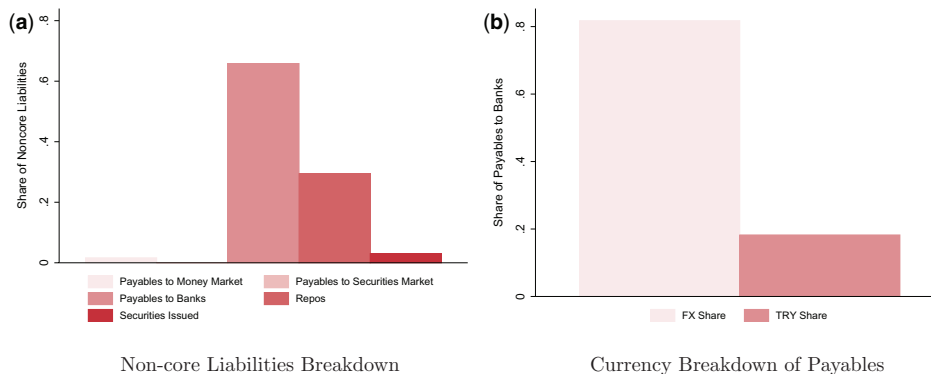 (a)
Share of Noncore Liabilities
.8
.6
.4
.2
0
Payables to Money Market
Payables to Securities Market
Payables to Banks
Repos
Securities Issued
Non-core Liabilities Breakdown
(b)
Share of Payables to Banks
.8
.6
.4
.2
0
FX Share
TRY Share
Currency Breakdown of Payables